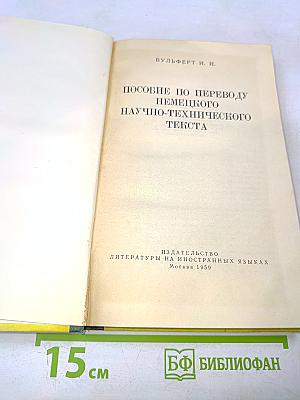 ВУЛЬФЕРТ И. И.
ПОСОБИЕ ПО ПЕРЕВОДУ
НЕМЕЦКОГО
НАУЧНО-ТЕХНИЧЕСКОГО
ТЕКСТА
ИЗДАТЕЛЬСТВО
ЛИТЕРАТУРЫ НА ИНОСТРАННЫХ ЯЗЫКАХ
Москва 1959
15 см
БФ БИБЛИОФАН